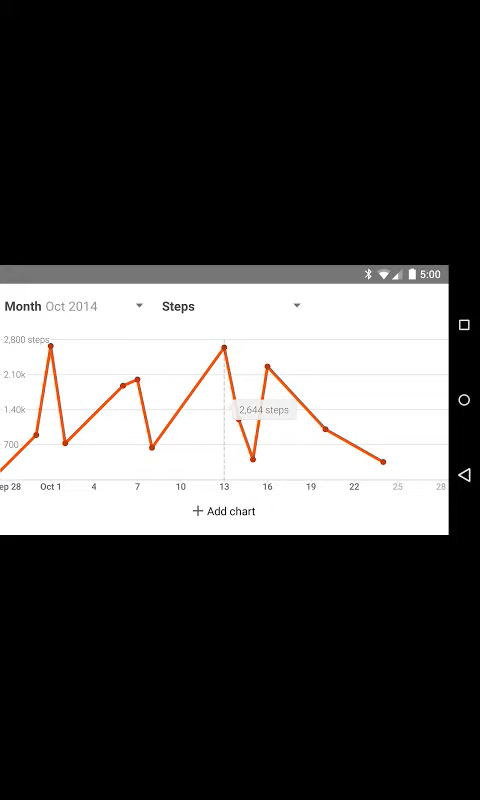 5:00
Month Oct 2014 Steps
2,800 steps
2.10k
1.40k
2,644 steps
700
ep 28 Oct 1 4 7 10 13 16 19 22 25 28
+ Add chart